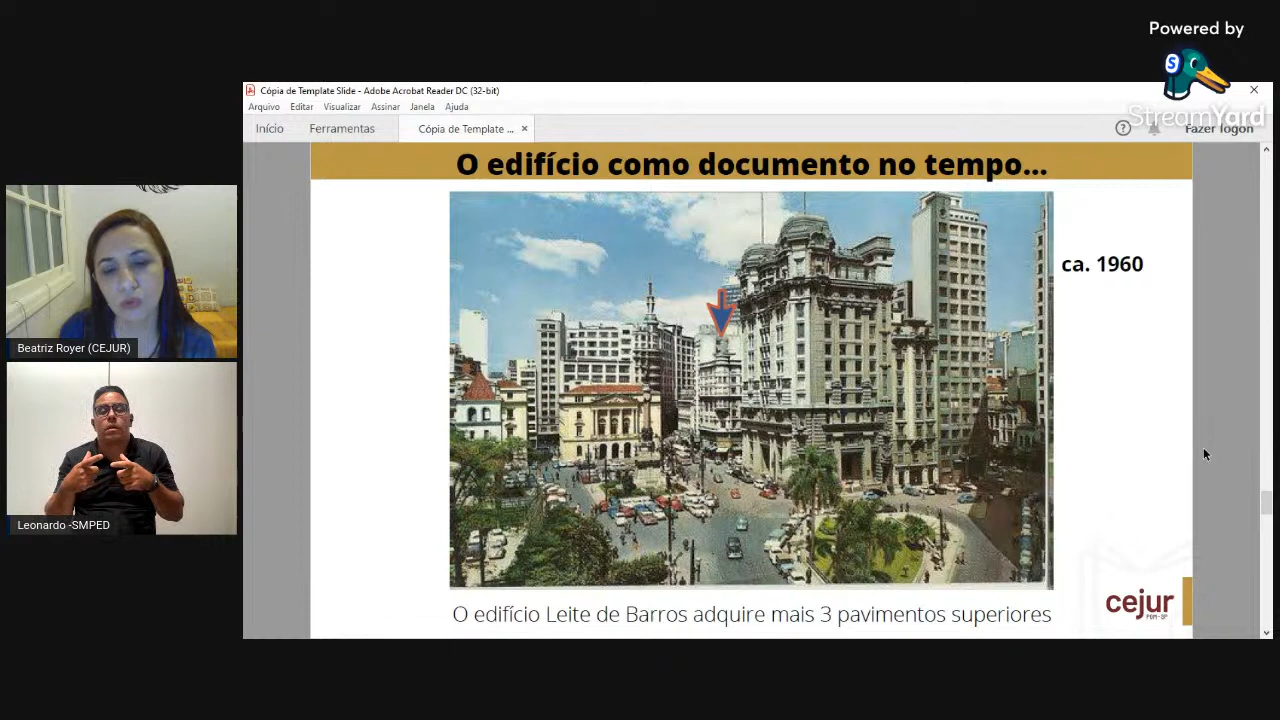 Powered by
S
StreamYard
Cópia de Template Slide - Adobe Acrobat Reader DC (32-bit)
Arquivo Editar Visualizar Assinar Janela Ajuda
Início Ferramentas Cópia de Template ... ×
Fazer logon
O edifício como documento no tempo...
ca. 1960
Beatriz Royer (CEJUR)
Leonardo -SMPED
O edifício Leite de Barros adquire mais 3 pavimentos superiores
cejur
PGM-SP